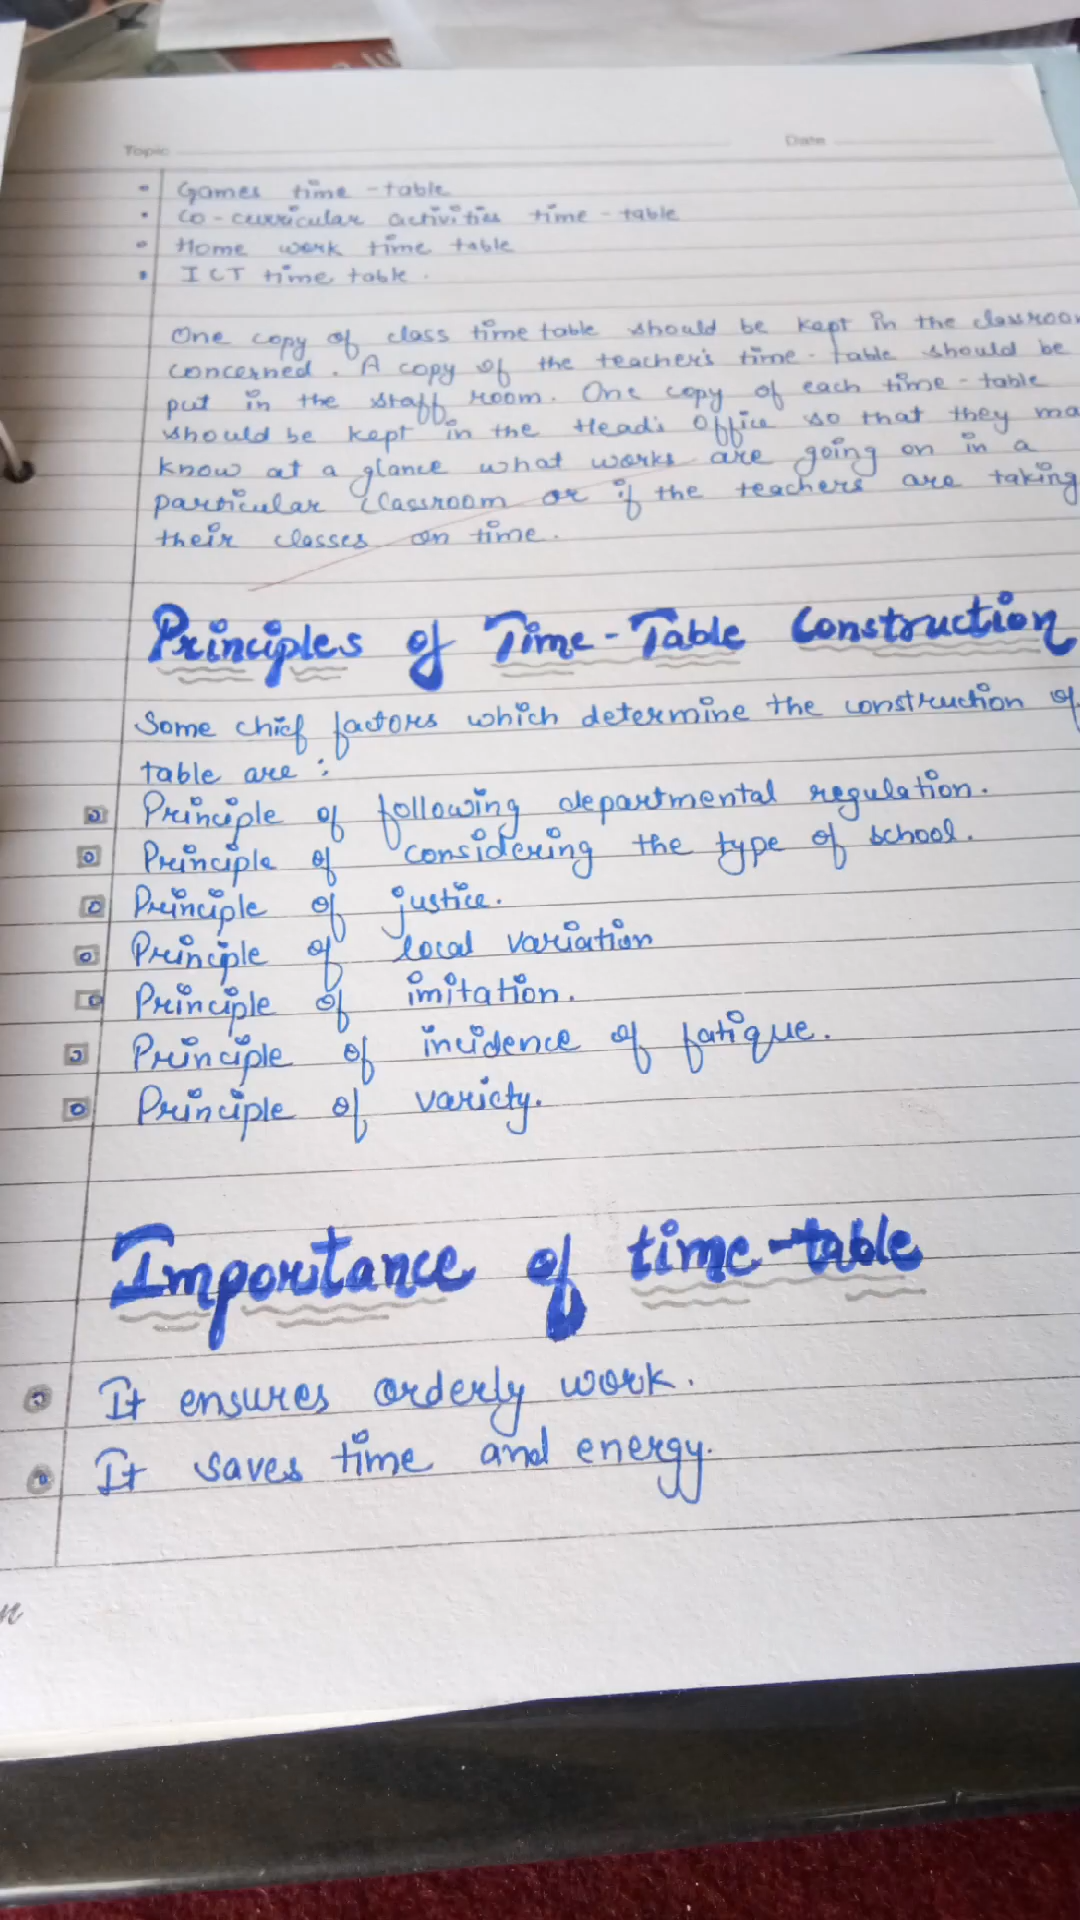 Topic
Date
Games time-table
Co-curricular activities time-table
Home work time table
ICT time table.
One copy of class time table should be kept in the classroo
concerned. A copy of the teacher's time-table should be
put in the staff room. One copy of each time-table
should be kept in the Head's Office so that they ma
know at a glance what works are going on in a
particular classroom or if the teachers are taking
their classes on time.
Principles of Time-Table Construction
Some chief factors which determine the construction of
table are :
Principle of following departmental regulation.
Principle of considering the type of school.
Principle of justice.
Principle of local variation
Principle of imitation.
Principle of incidence of fatigue.
Principle of variety.
Importance of time-table
It ensures orderly work.
It saves time and energy.